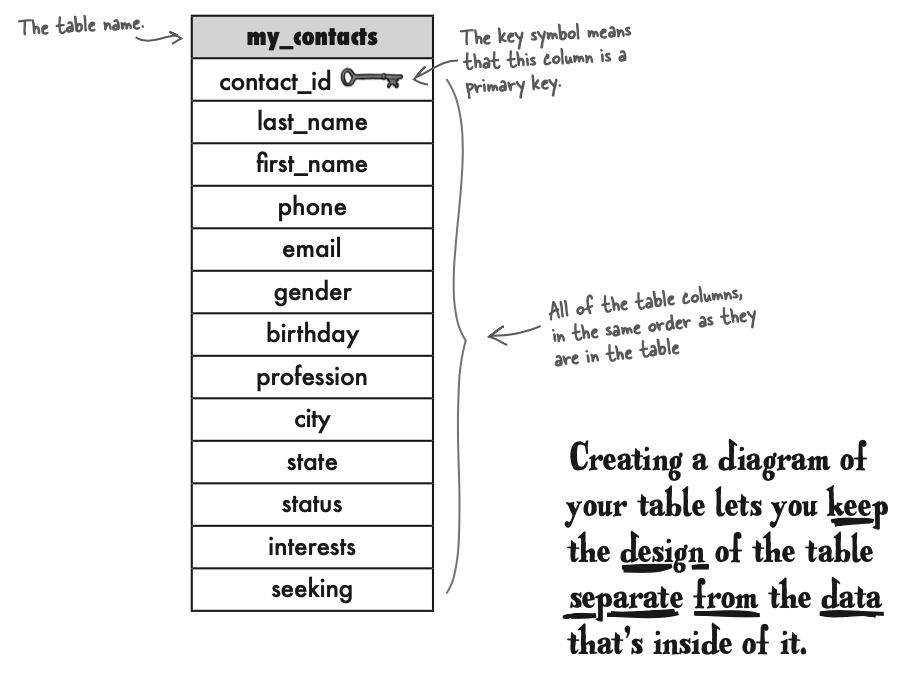 The table name.
my_contacts
The key symbol means
that this column is a
primary key.
contact_id
last_name
first_name
phone
email
gender
birthday
profession
city
state
status
interests
seeking
All of the table columns,
in the same order as they
are in the table
Creating a diagram of
your table lets you keep
the design of the table
separate from the data
that's inside of it.